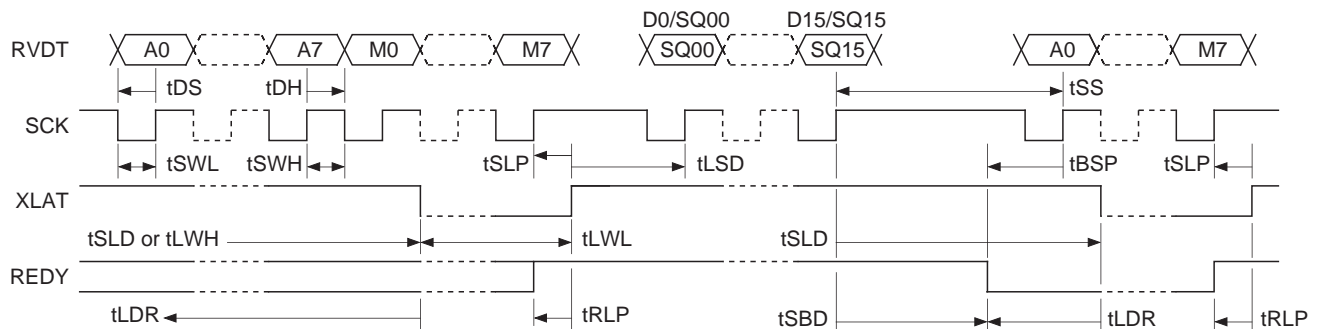 D0/SQ00 D15/SQ15
RVDT A0 A7 M0 M7 SQ00 SQ15 A0 M7
tDS tDH tSS
SCK
tSWL tSWH tSLP tLSD tBSP tSLP
XLAT
tSLD or tLWH tLWL tSLD
REDY
tLDR tRLP tSBD tLDR tRLP